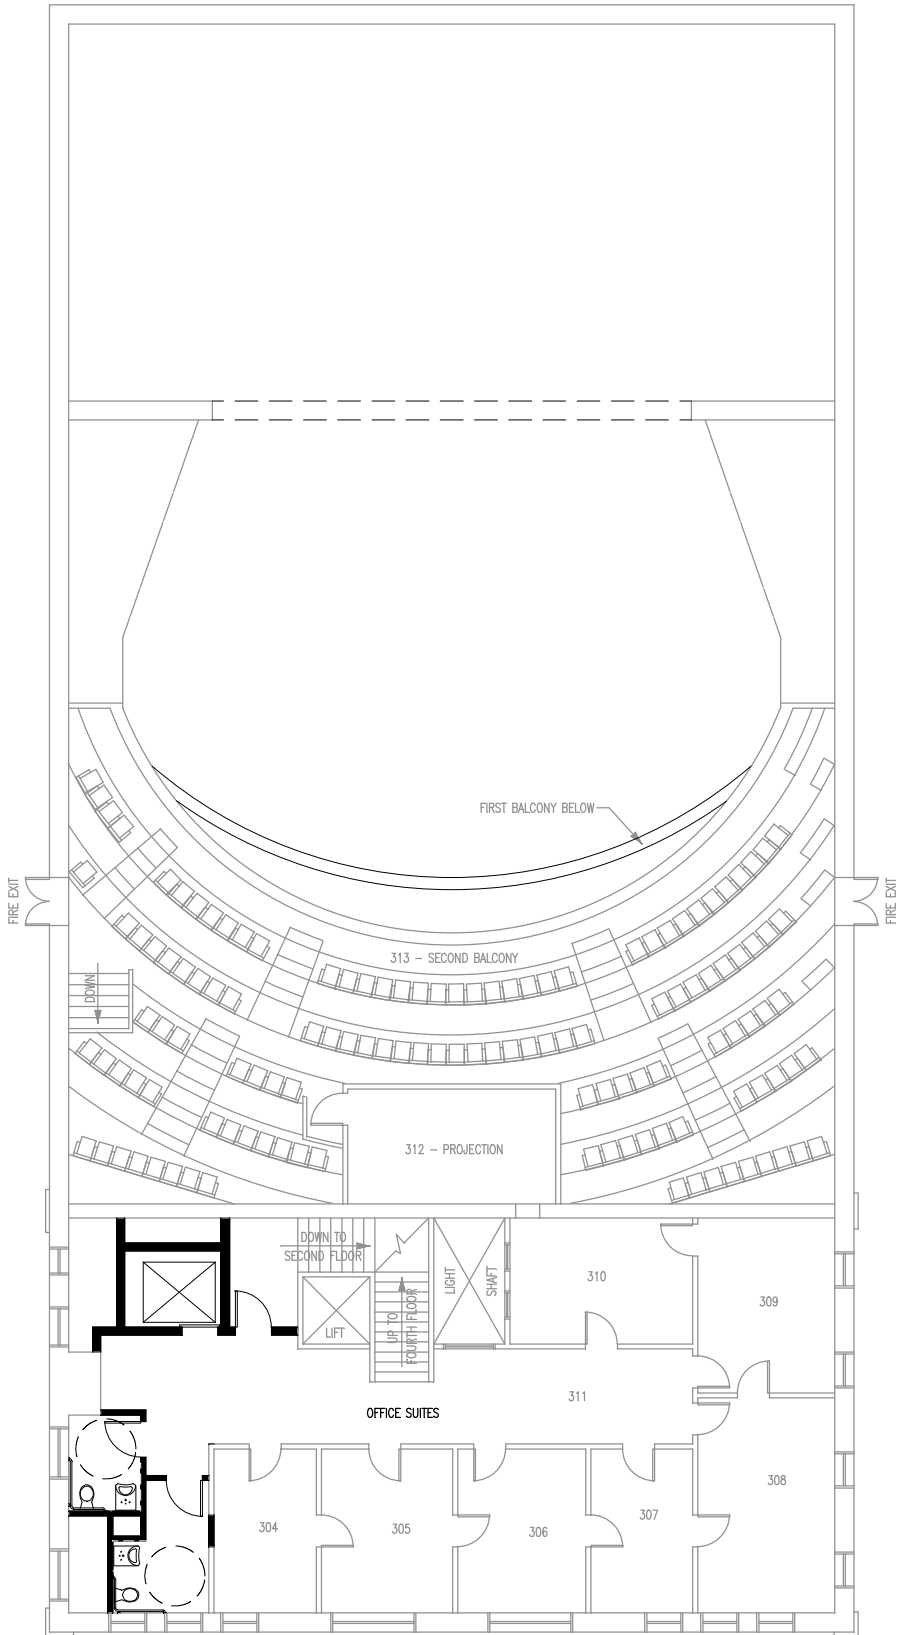 FIRST BALCONY BELOW
FIRE EXIT
FIRE EXIT
313 – SECOND BALCONY
DOWN
312 – PROJECTION
DOWN TO
SECOND FLOOR
LIGHT
SHAFT
310
309
UP TO
FOURTH FLOOR
LIFT
311
OFFICE SUITES
308
304
305
306
307